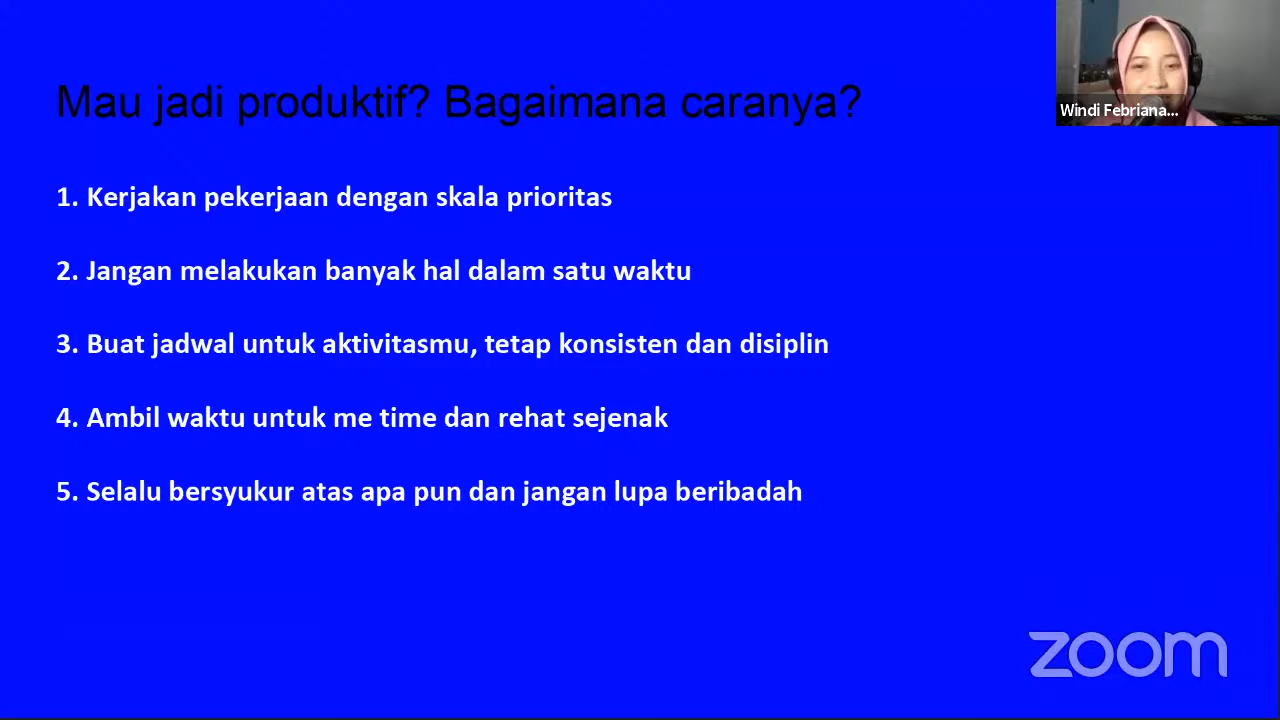 Mau jadi produktif? Bagaimana caranya?
Windi Febriana...
1. Kerjakan pekerjaan dengan skala prioritas
2. Jangan melakukan banyak hal dalam satu waktu
3. Buat jadwal untuk aktivitasmu, tetap konsisten dan disiplin
4. Ambil waktu untuk me time dan rehat sejenak
5. Selalu bersyukur atas apa pun dan jangan lupa beribadah
zoom